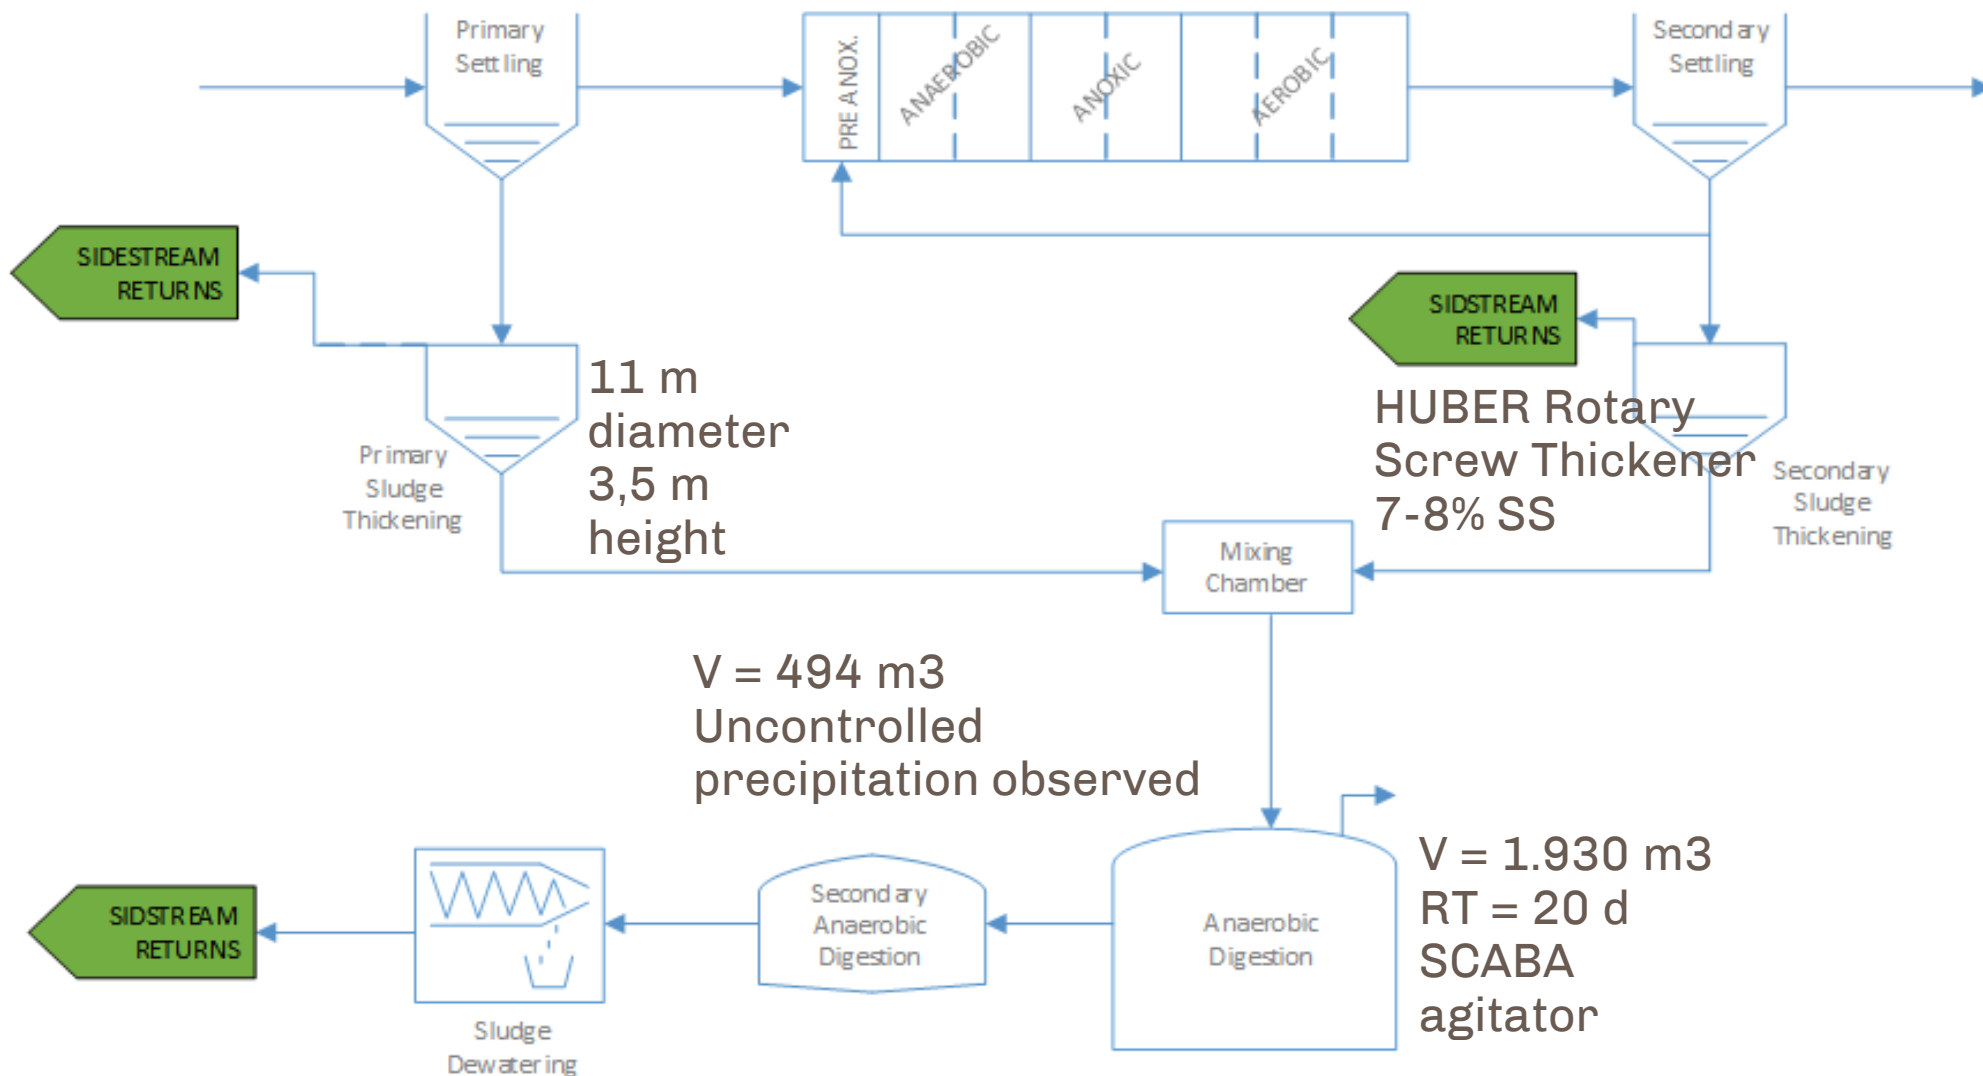 Primary
Settling
PRE ANOX.
ANAEROBIC
ANOXIC
AEROBIC
Secondary
Settling
SIDESTREAM
RETURNS
SIDSTREAM
RETURNS
11 m
diameter
3,5 m
height
Primary
Sludge
Thickening
HUBER Rotary
Screw Thickener
7-8% SS
Secondary
Sludge
Thickening
Mixing
Chamber
V = 494 m3
Uncontrolled
precipitation observed
V = 1.930 m3
RT = 20 d
SCABA
agitator
Anaerobic
Digestion
Secondary
Anaerobic
Digestion
SIDSTREAM
RETURNS
Sludge
Dewatering